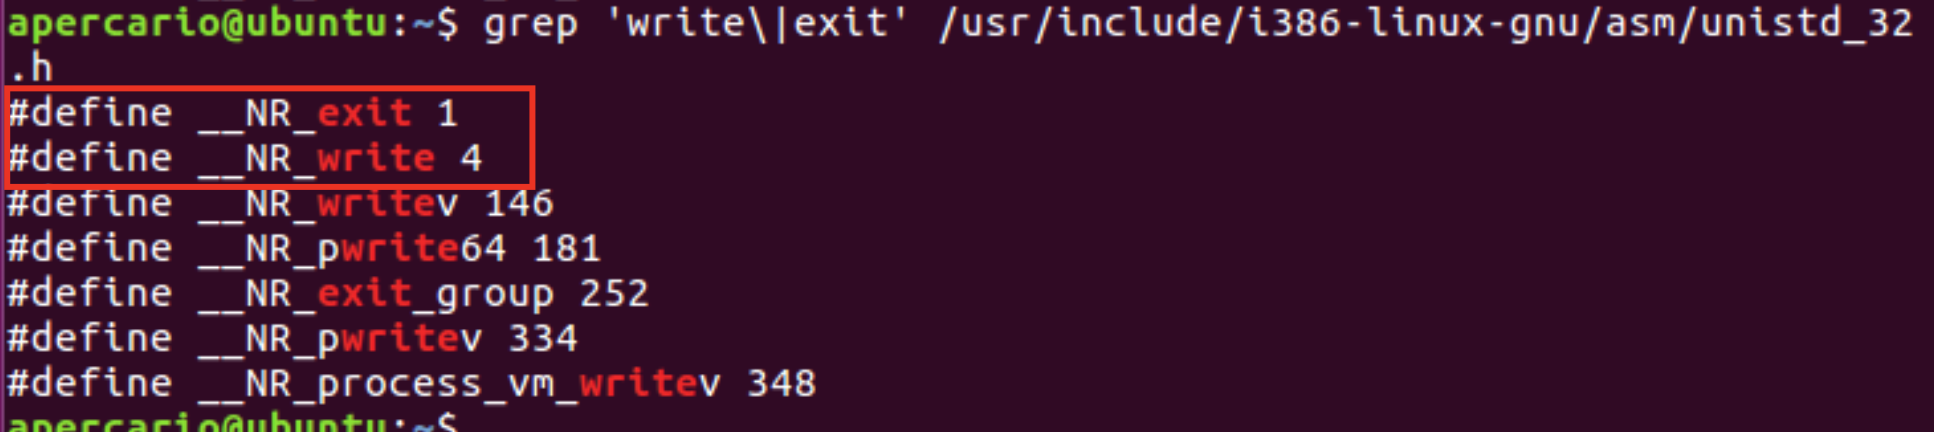 apercario@ubuntu:~$ grep 'write\|exit' /usr/include/i386-linux-gnu/asm/unistd_32
.h
#define __NR_exit 1
#define __NR_write 4
#define __NR_writev 146
#define __NR_pwrite64 181
#define __NR_exit_group 252
#define __NR_pwritev 334
#define __NR_process_vm_writev 348
apercario@ubuntu:~$